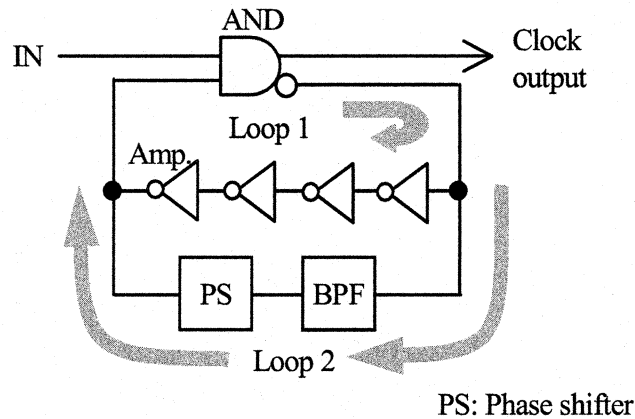 AND
IN
Clock
output
Loop 1
Amp.
PS
BPF
Loop 2
PS: Phase shifter